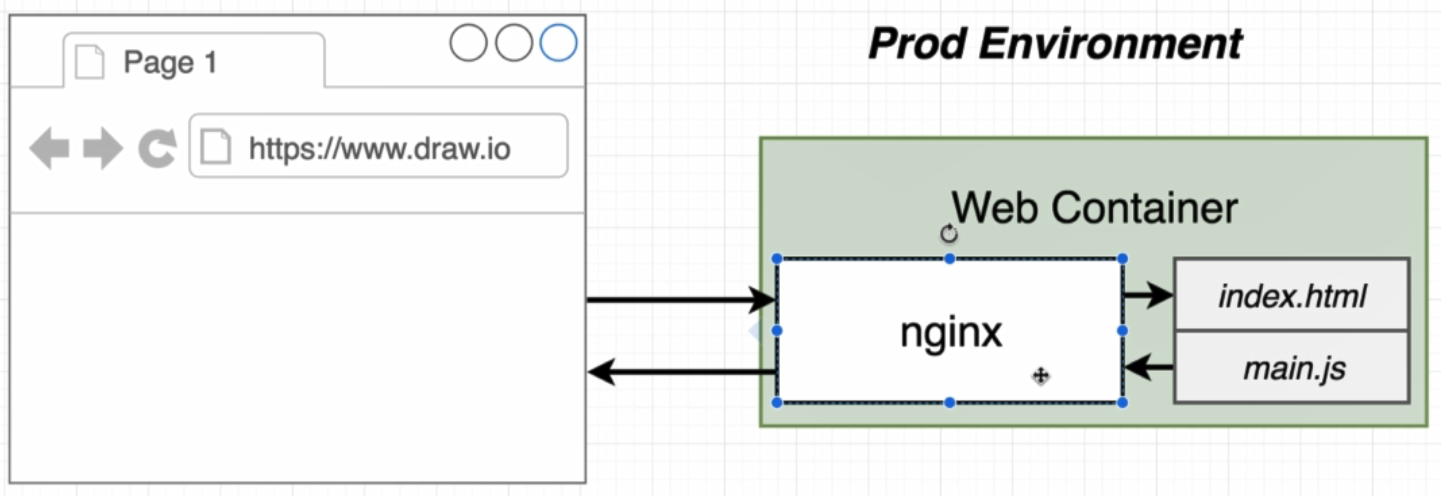 Page 1
https://www.draw.io
Prod Environment
Web Container
nginx
index.html
main.js